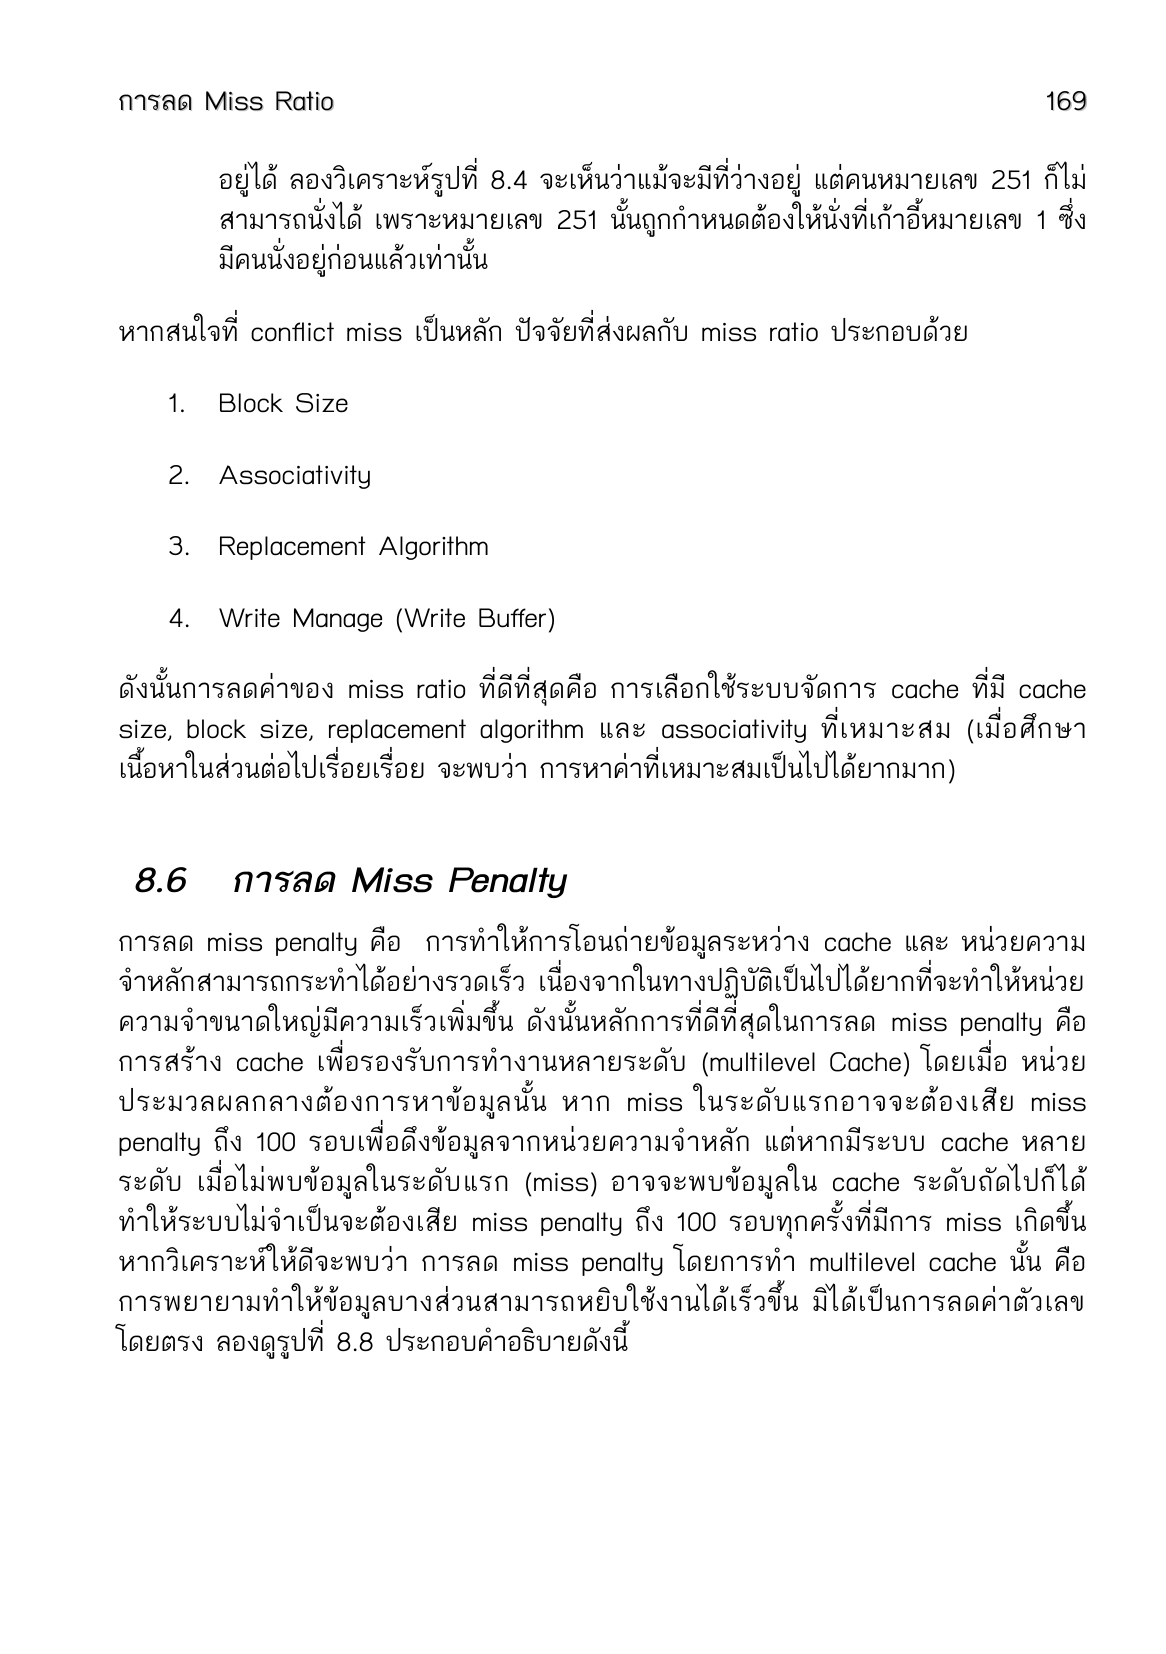 การลด Miss Ratio 169
อยู่ได้ ลองวิเคราะห์รูปที่ 8.4 จะเห็นว่าแม้จะมีที่ว่างอยู่ แต่คนหมายเลข 251 ก็ไม่
สามารถนั่งได้ เพราะหมายเลข 251 นั้นถูกกำหนดต้องให้นั่งที่เก้าอี้หมายเลข 1 ซึ่ง
มีคนนั่งอยู่ก่อนแล้วเท่านั้น
หากสนใจที่ conflict miss เป็นหลัก ปัจจัยที่ส่งผลกับ miss ratio ประกอบด้วย
1. Block Size
2. Associativity
3. Replacement Algorithm
4. Write Manage (Write Buffer)
ดังนั้นการลดค่าของ miss ratio ที่ดีที่สุดคือ การเลือกใช้ระบบจัดการ cache ที่มี cache
size, block size, replacement algorithm และ associativity ที่เหมาะสม (เมื่อศึกษา
เนื้อหาในส่วนต่อไปเรื่อยเรื่อย จะพบว่า การหาค่าที่เหมาะสมเป็นไปได้ยากมาก)
8.6 การลด Miss Penalty
การลด miss penalty คือ การทำให้การโอนถ่ายข้อมูลระหว่าง cache และ หน่วยความ
จำหลักสามารถกระทำได้อย่างรวดเร็ว เนื่องจากในทางปฏิบัติเป็นไปได้ยากที่จะทำให้หน่วย
ความจำขนาดใหญ่มีความเร็วเพิ่มขึ้น ดังนั้นหลักการที่ดีที่สุดในการลด miss penalty คือ
การสร้าง cache เพื่อรองรับการทำงานหลายระดับ (multilevel Cache) โดยเมื่อ หน่วย
ประมวลผลกลางต้องการหาข้อมูลนั้น หาก miss ในระดับแรกอาจจะต้องเสีย miss
penalty ถึง 100 รอบเพื่อดึงข้อมูลจากหน่วยความจำหลัก แต่หากมีระบบ cache หลาย
ระดับ เมื่อไม่พบข้อมูลในระดับแรก (miss) อาจจะพบข้อมูลใน cache ระดับถัดไปก็ได้
ทำให้ระบบไม่จำเป็นจะต้องเสีย miss penalty ถึง 100 รอบทุกครั้งที่มีการ miss เกิดขึ้น
หากวิเคราะห์ให้ดีจะพบว่า การลด miss penalty โดยการทำ multilevel cache นั้น คือ
การพยายามทำให้ข้อมูลบางส่วนสามารถหยิบใช้งานได้เร็วขึ้น มิได้เป็นการลดค่าตัวเลข
โดยตรง ลองดูรูปที่ 8.8 ประกอบคำอธิบายดังนี้